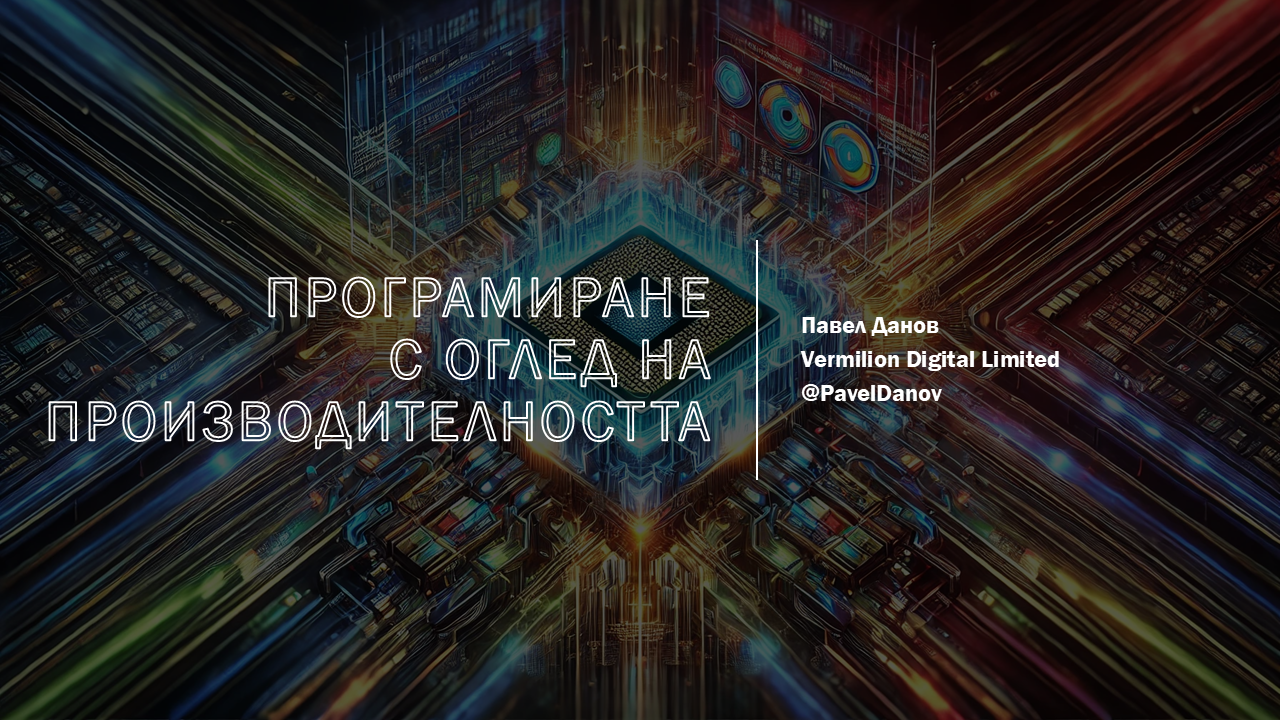 ПРОГРАМИРАНЕ
С ОГЛЕД НА
ПРОИЗВОДИТЕЛНОСТТА
Павел Данов
Vermilion Digital Limited
@PavelDanov